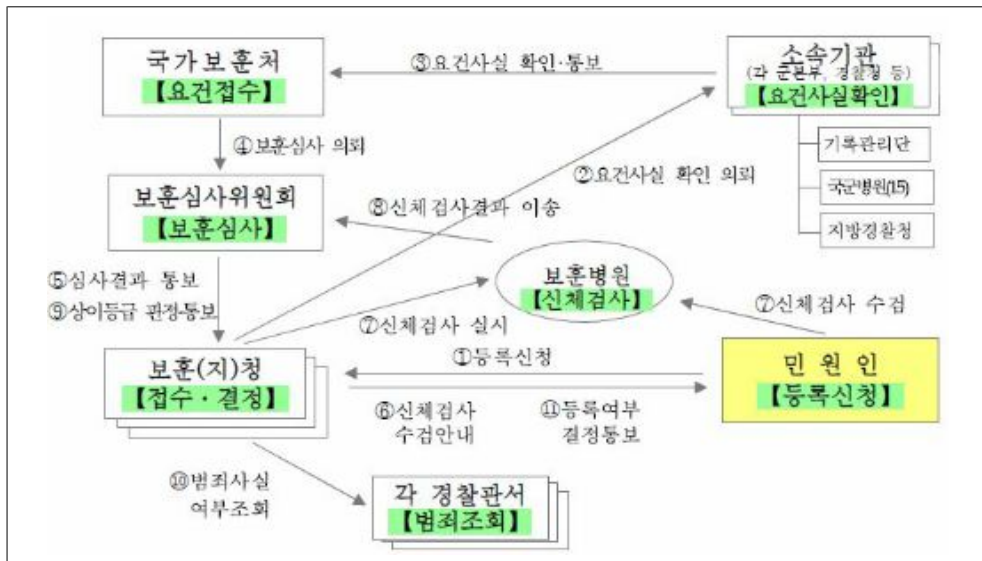 국가보훈처
【요건접수】
③요건사실 확인·통보
소속기관
(각 군본부, 경찰청 등)
【요건사실확인】
기록관리단
국군병원(15)
지방경찰청
④보훈심사 의뢰
②요건사실 확인 의뢰
보훈심사위원회
【보훈심사】
⑧신체검사결과 이송
⑤심사결과 통보
⑨상이등급 판정통보
보훈병원
【신체검사】
⑦신체검사 실시
⑦신체검사 수검
①등록신청
보훈(지)청
【접수·결정】
민 원 인
【등록신청】
⑥신체검사
수검안내
⑪등록여부
결정통보
⑩범죄사실
여부조회
각 경찰관서
【범죄조회】